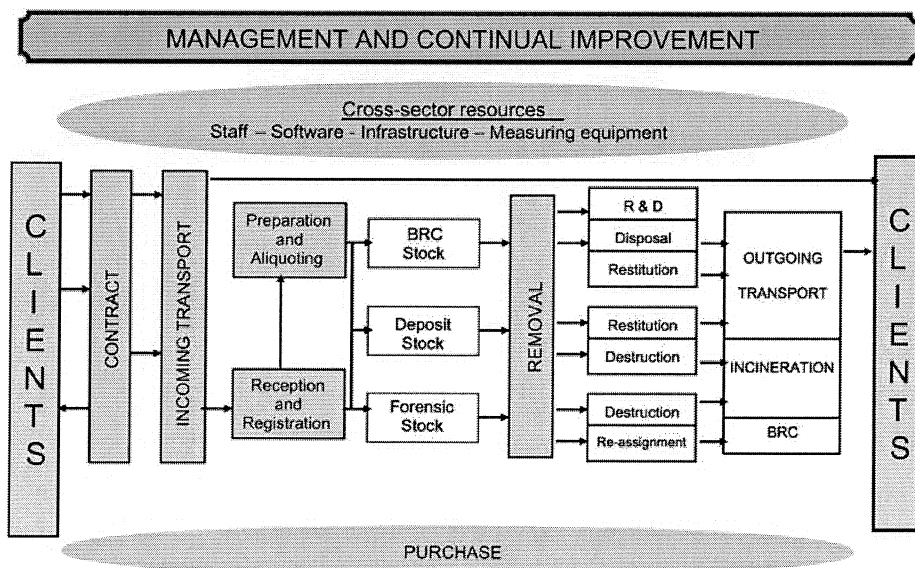 MANAGEMENT AND CONTINUAL IMPROVEMENT
Cross-sector resources
Staff – Software - Infrastructure – Measuring equipment
CLIENTS
CONTRACT
INCOMING TRANSPORT
Preparation
and
Aliquoting
Reception
and
Registration
BRC
Stock
Deposit
Stock
Forensic
Stock
REMOVAL
R & D
Disposal
Restitution
Restitution
Destruction
Destruction
Re-assignment
OUTGOING
TRANSPORT
INCINERATION
BRC
CLIENTS
PURCHASE